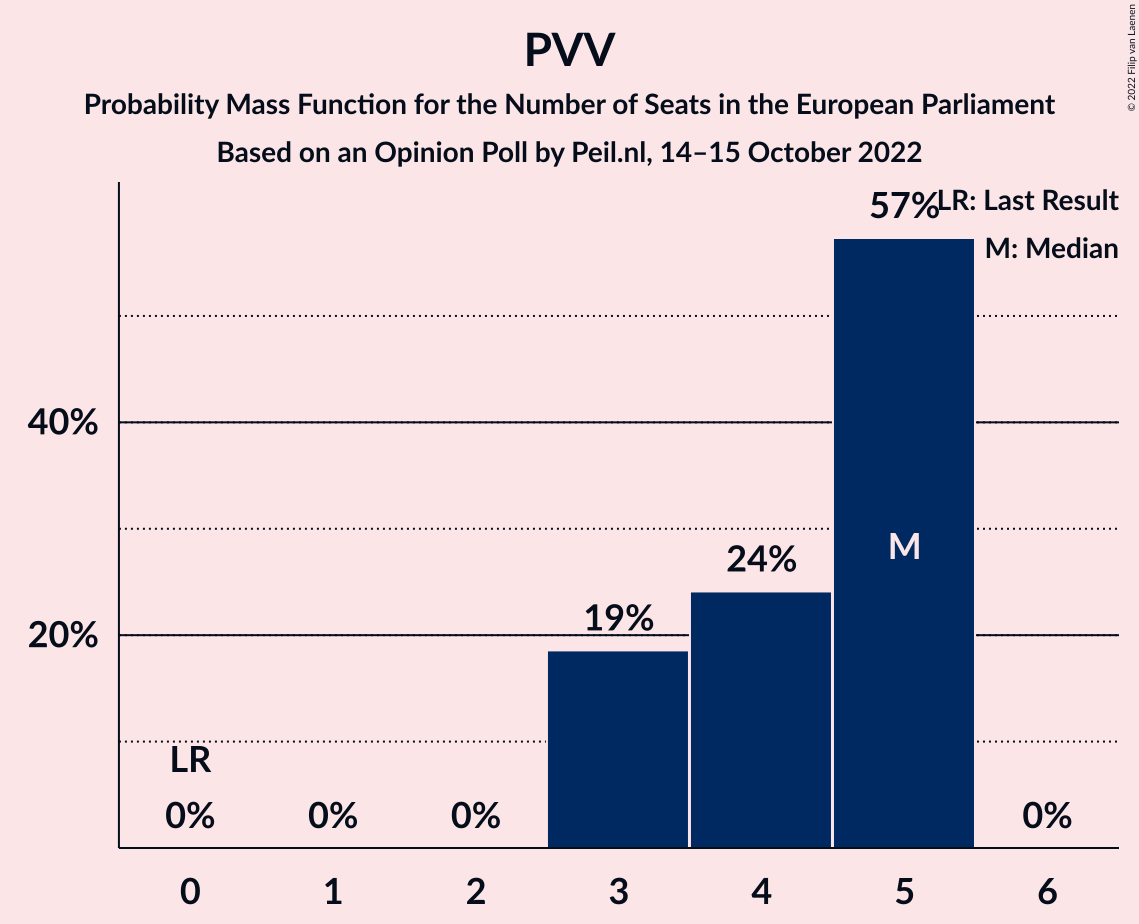 PVV
Probability Mass Function for the Number of Seats in the European Parliament
Based on an Opinion Poll by Peil.nl, 14–15 October 2022
© 2022 Filip van Laenen
57%
LR: Last Result
M: Median
40%
M
24%
19%
20%
LR
0% 0% 0% 0%
0 1 2 3 4 5 6